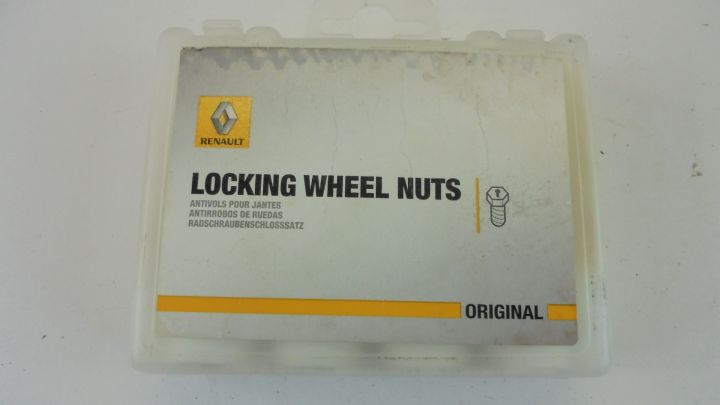 RENAULT
LOCKING WHEEL NUTS
ANTIVOLS POUR JANTES
ANTIRROBOS DE RUEDAS
RADSCHRAUBENSCHLOSSSATZ
ORIGINAL